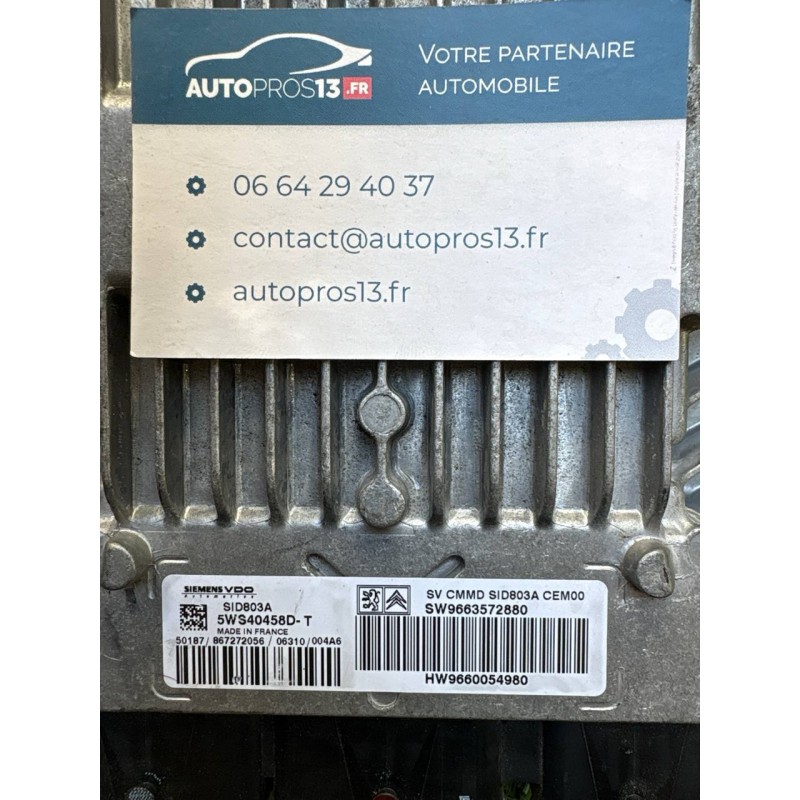 AUTOPROS13.FR
VOTRE PARTENAIRE
AUTOMOBILE
06 64 29 40 37
contact@autopros13.fr
autopros13.fr
SIEMENS VDO
Automotive
SID803A
5WS40458D-T
MADE IN FRANCE
50187/ 867272056 / 06310 / 004A6
SV CMMD SID803A CEM00
SW9663572880
HW9660054980